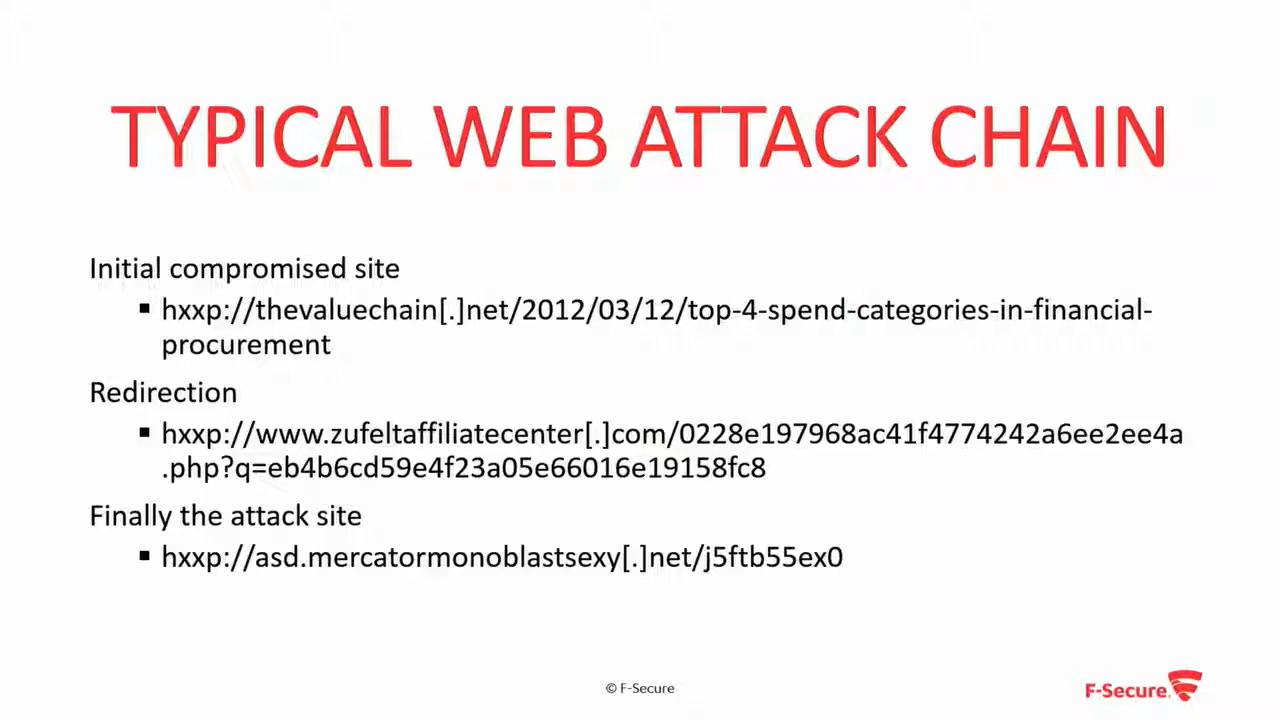 TYPICAL WEB ATTACK CHAIN
Initial compromised site
▪ hxxp://thevaluechain[.]net/2012/03/12/top-4-spend-categories-in-financial-
procurement
Redirection
▪ hxxp://www.zufeltaffiliatecenter[.]com/0228e197968ac41f4774242a6ee2ee4a
.php?q=eb4b6cd59e4f23a05e66016e19158fc8
Finally the attack site
▪ hxxp://asd.mercatormonoblastsexy[.]net/j5ftb55ex0
© F-Secure
F-Secure.